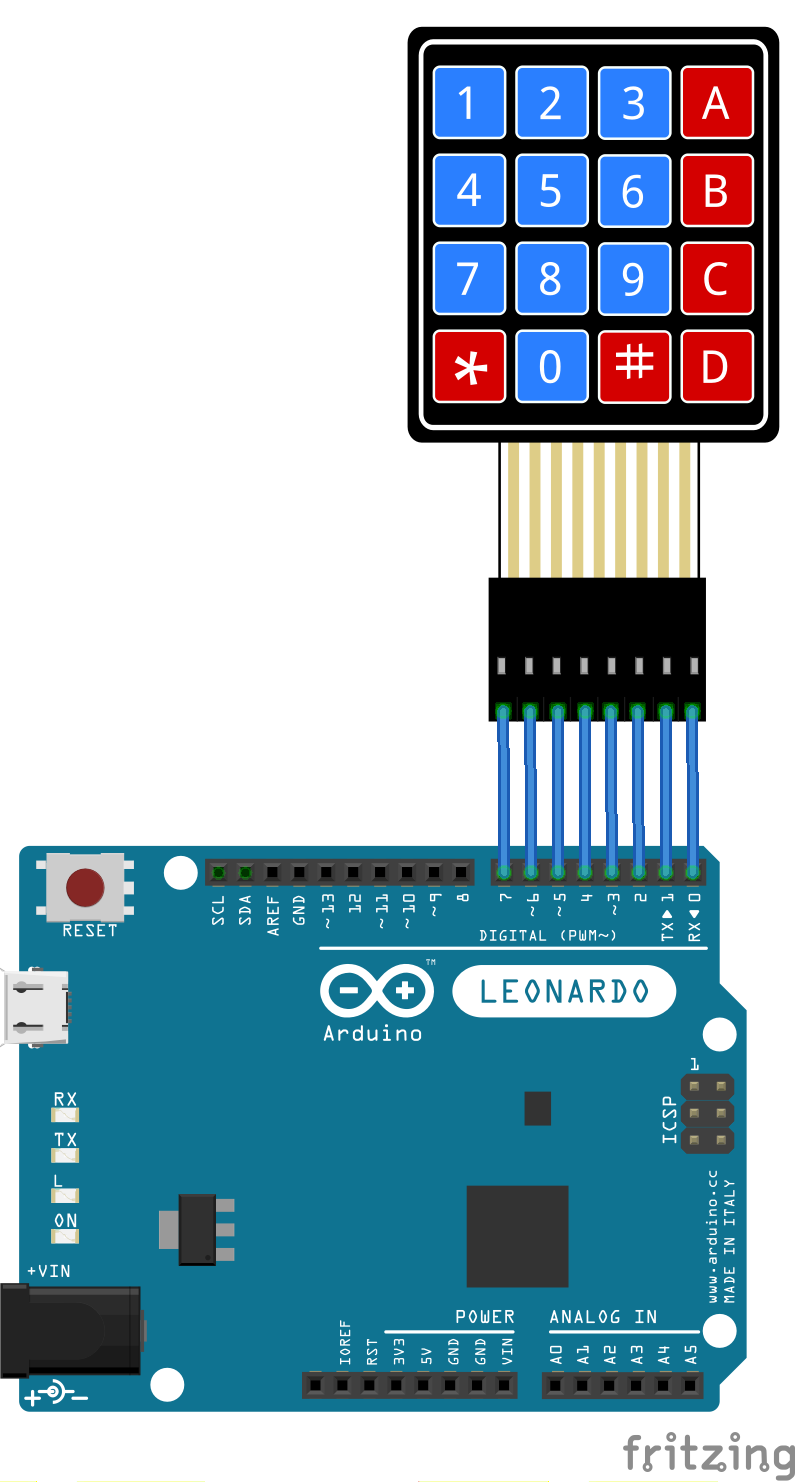 1 2 3 A
4 5 6 B
7 8 9 C
* 0 # D
RESET
SCL SDA AREF GND ~13 12 ~11 ~10 ~9 8 7 ~6 ~5 4 ~3 2 TX▶1 RX◀0
DIGITAL (PWM~)
TM
LEONARDO
Arduino
1
ICSP
RX
TX
L
ON
+VIN
www.arduino.cc
MADE IN ITALY
POWER
ANALOG IN
IOREF RST 3V3 5V GND GND VIN A0 A1 A2 A3 A4 A5
+ −
fritzing